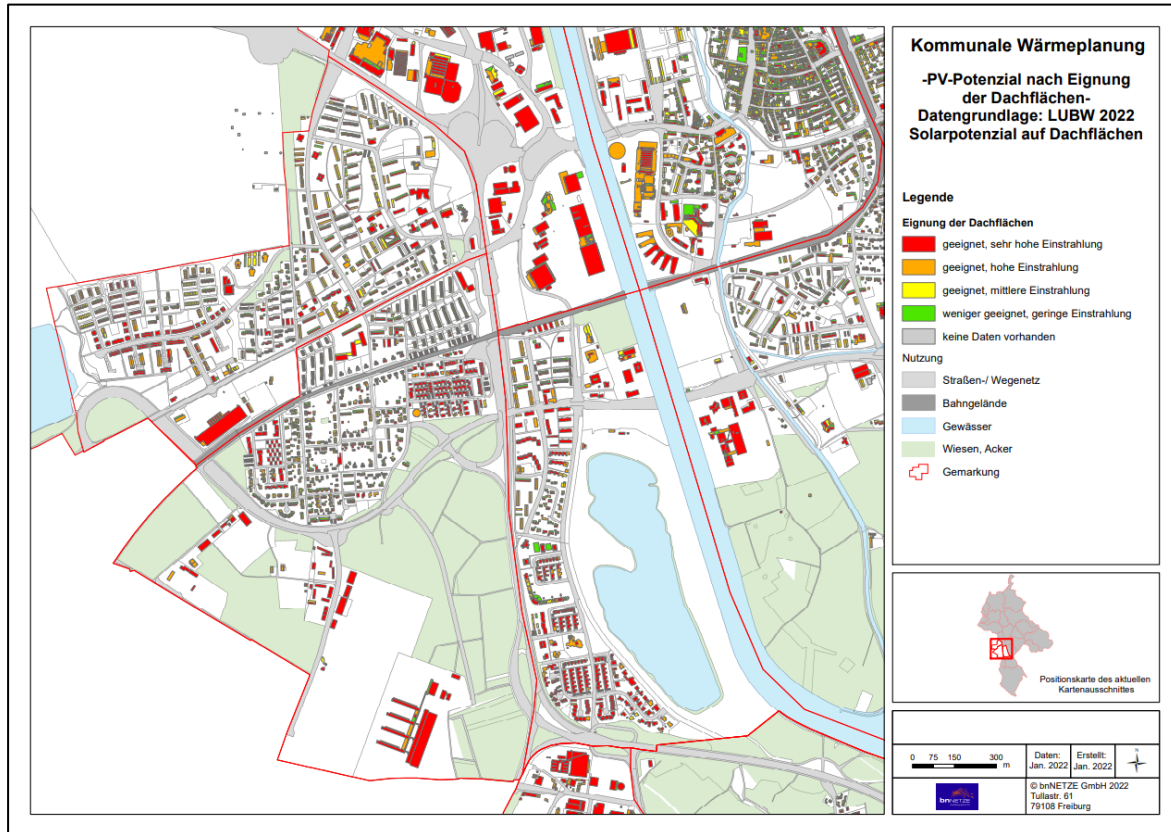 Kommunale Wärmeplanung
-PV-Potenzial nach Eignung
der Dachflächen-
Datengrundlage: LUBW 2022
Solarpotenzial auf Dachflächen
Legende
Eignung der Dachflächen
geeignet, sehr hohe Einstrahlung
geeignet, hohe Einstrahlung
geeignet, mittlere Einstrahlung
weniger geeignet, geringe Einstrahlung
keine Daten vorhanden
Nutzung
Straßen-/ Wegenetz
Bahngelände
Gewässer
Wiesen, Acker
Gemarkung
Positionskarte des aktuellen
Kartenausschnittes
0 75 150 300
m
Daten:
Jan. 2022
Erstellt:
Jan. 2022
N
bnNETZE
© bnNETZE GmbH 2022
Tullastr. 61
79108 Freiburg